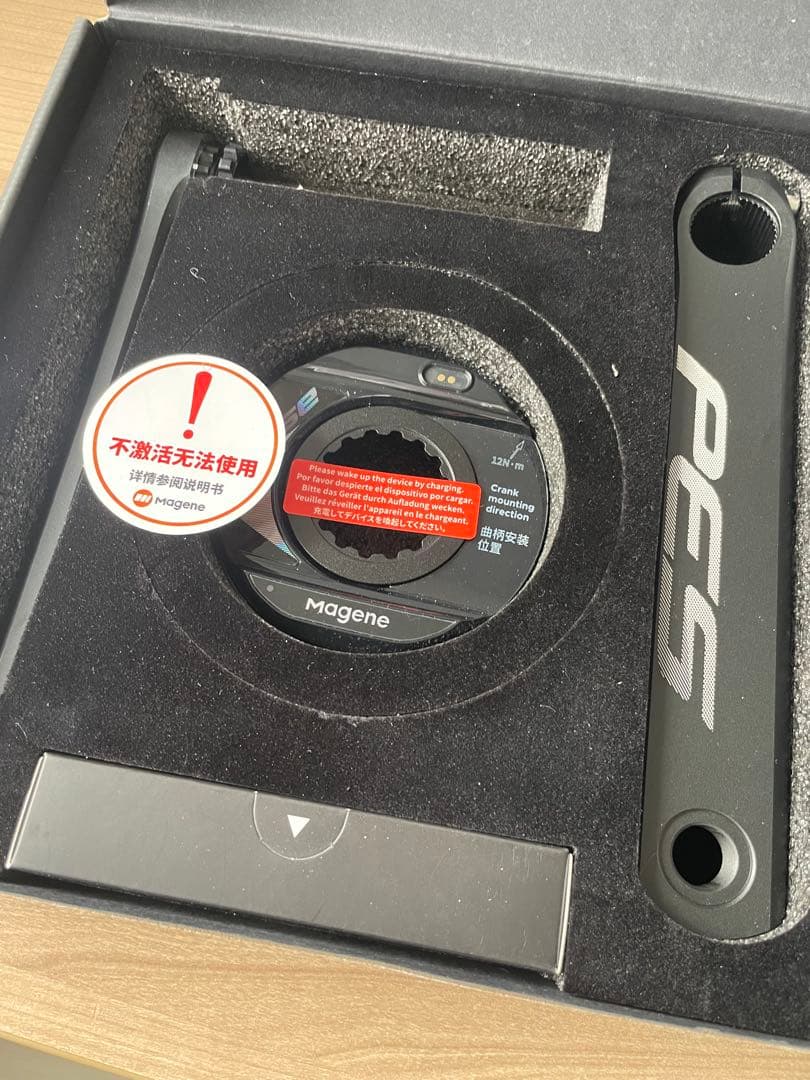 不激活无法使用
详情参阅说明书
Magene
Please wake up the device by charging.
Por favor despierte el dispositivo por cargar.
Bitte das Gerät durch Aufladung wecken.
Veuillez réveiller l'appareil en le chargeant.
充電してデバイスを喚起してください。
12N·m
Crank
mounting
direction
曲柄安装
位置
Magene
PES